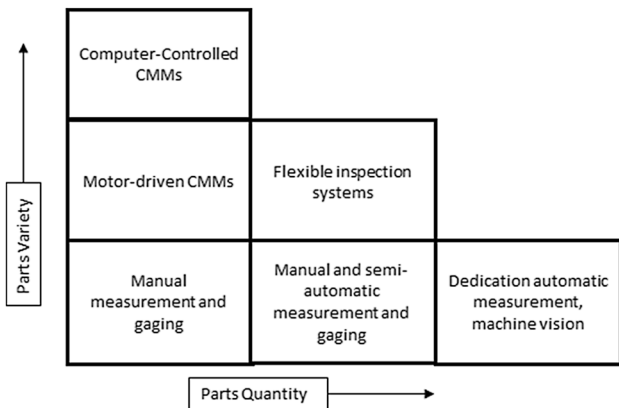 Computer-Controlled
CMMs
Motor-driven CMMs
Flexible inspection
systems
Manual
measurement and
gaging
Manual and semi-
automatic
measurement and
gaging
Dedication automatic
measurement,
machine vision
Parts Variety
Parts Quantity